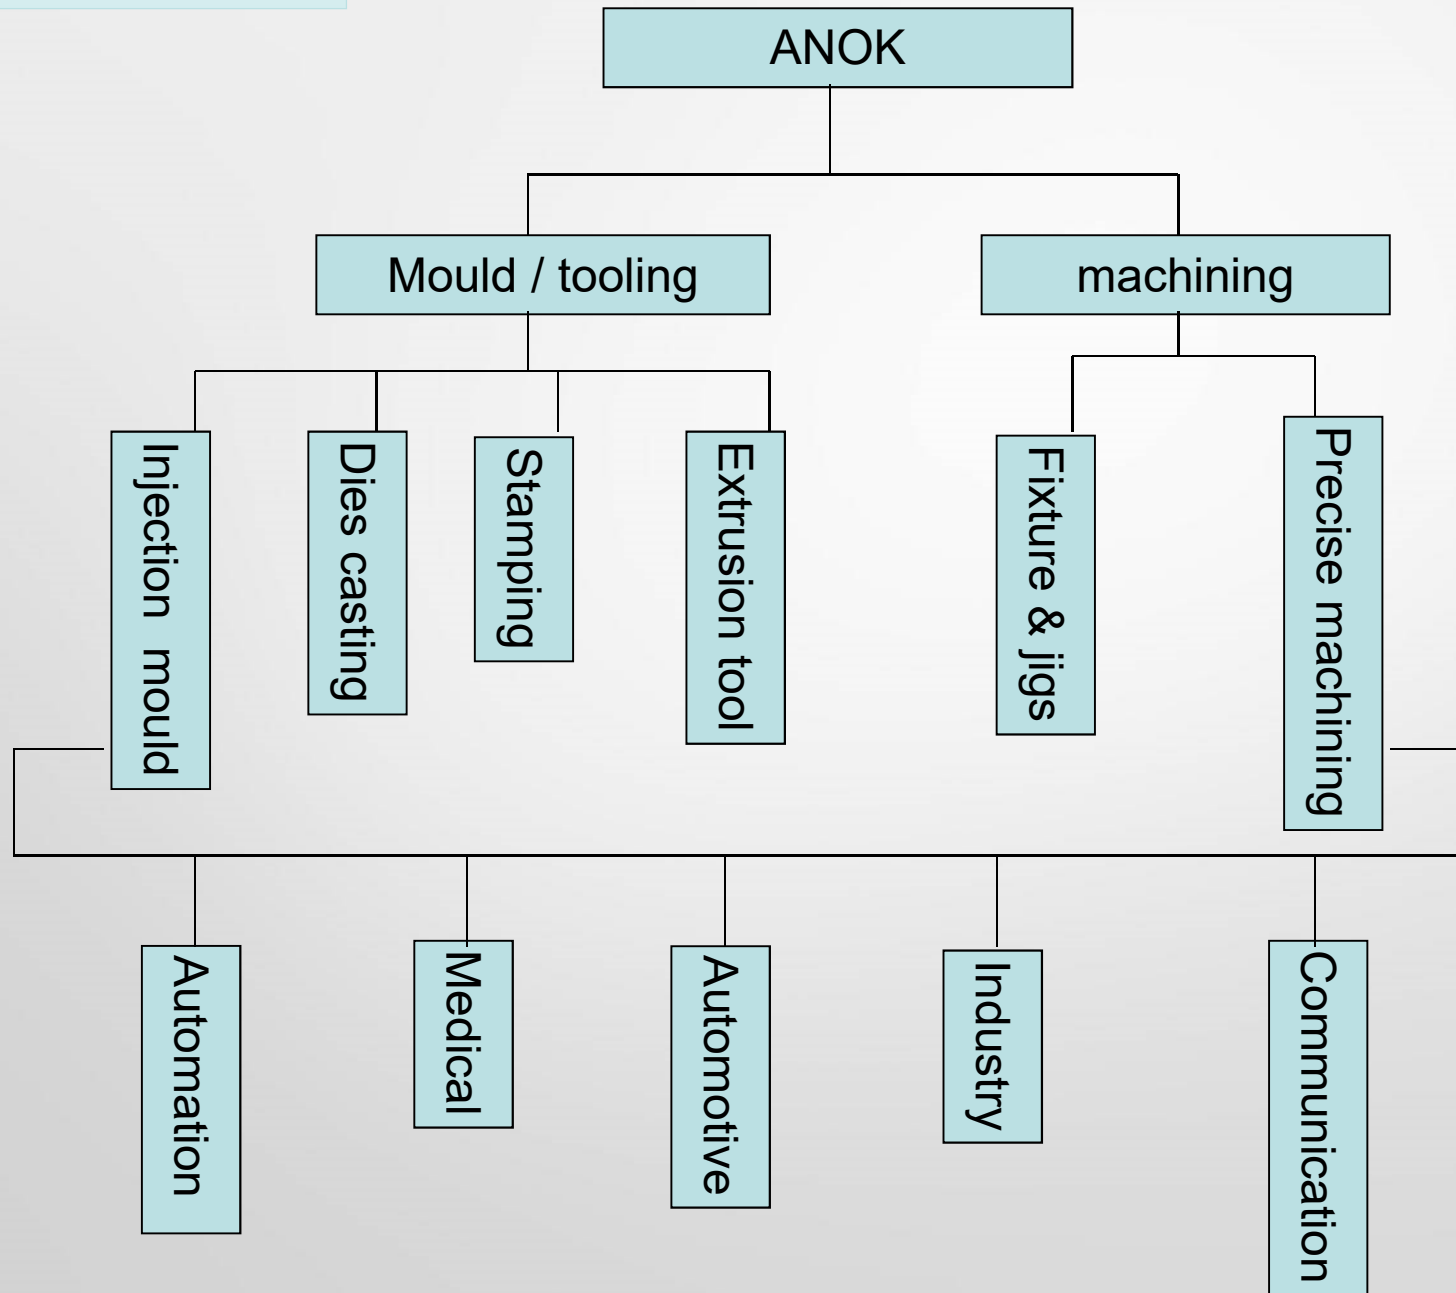 ANOK
Mould / tooling
machining
Injection mould
Dies casting
Stamping
Extrusion tool
Fixture & jigs
Precise machining
Automation
Medical
Automotive
Industry
Communication